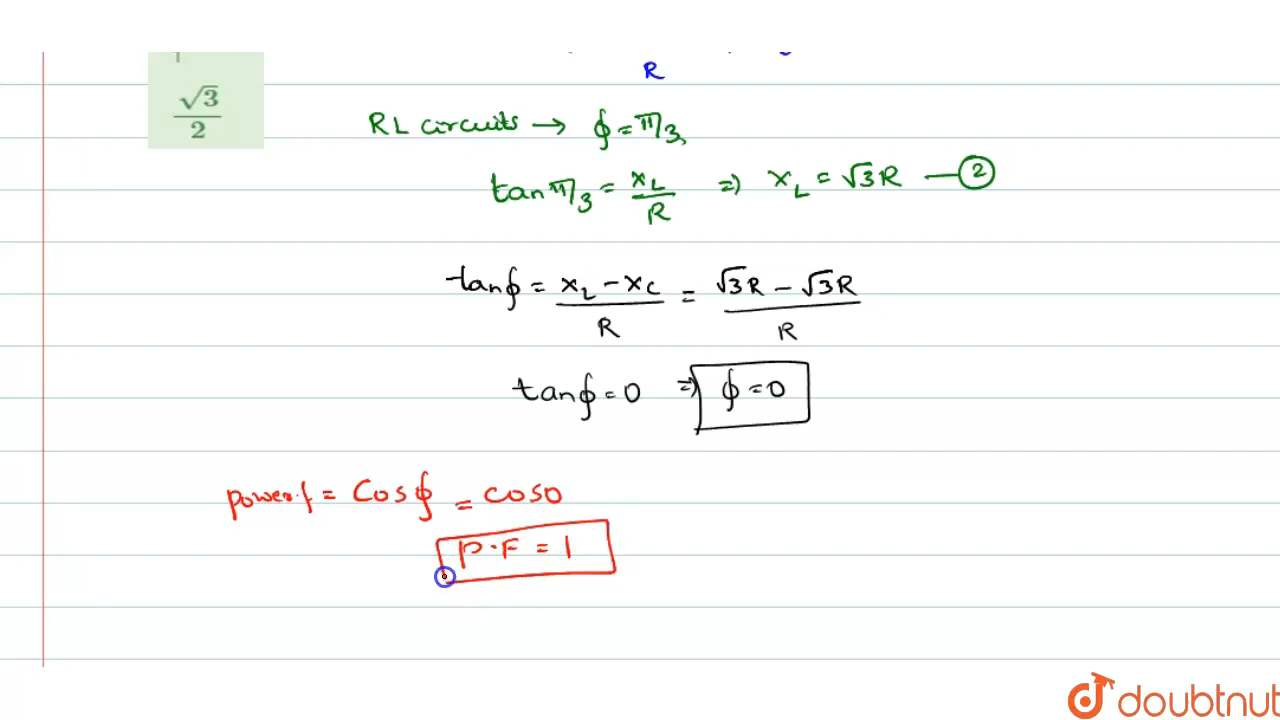 R
√3/2
RL circuits → ϕ = π/3
tan π/3 = X_L/R ⇒ X_L = √3R — ②
tanϕ = (X_L − X_C)/R = (√3R − √3R)/R
tanϕ = 0 ⇒ ϕ = 0
power.f = Cosϕ = COS0
P.F = 1
doubtnut